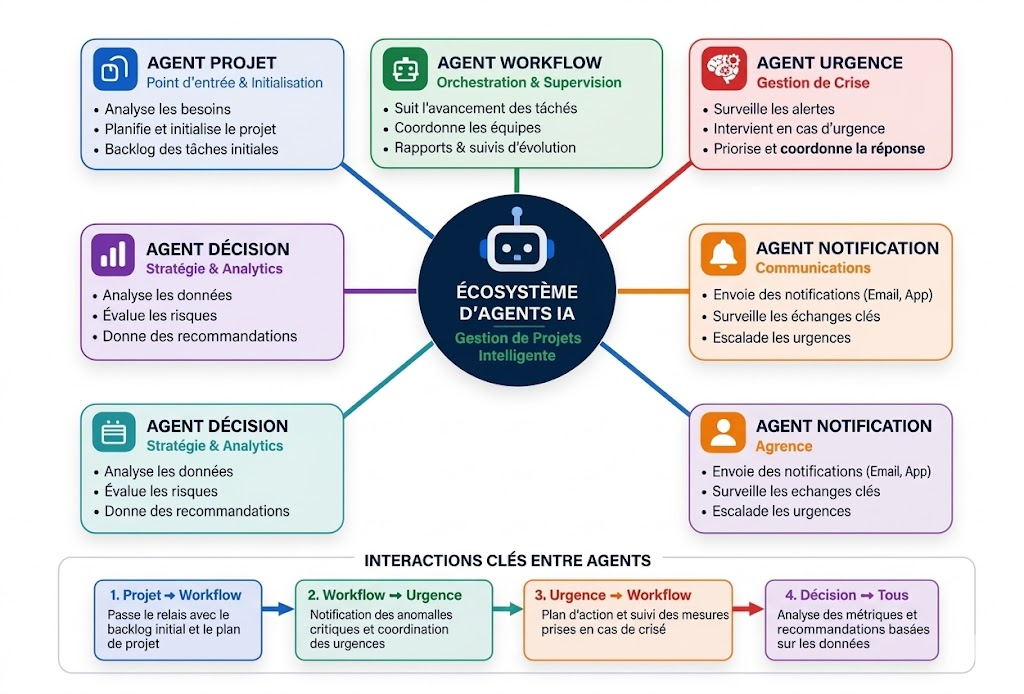 AGENT PROJET
Point d'entrée & Initialisation
• Analyse les besoins
• Planifie et initialise le projet
• Backlog des tâches initiales
AGENT WORKFLOW
Orchestration & Supervision
• Suit l'avancement des tâchés
• Coordonne les équipes
• Rapports & suivis d'évolution
AGENT URGENCE
Gestion de Crise
• Surveille les alertes
• Intervient en cas d'urgence
• Priorise et coordonne la réponse
AGENT DÉCISION
Stratégie & Analytics
• Analyse les données
• Évalue les risques
• Donne des recommandations
ÉCOSYSTÈME
D'AGENTS IA
Gestion de Projets
Intelligente
AGENT NOTIFICATION
Communications
• Envoie des notifications (Email, App)
• Surveille les échanges clés
• Escalade les urgences
AGENT DÉCISION
Stratégie & Analytics
• Analyse les données
• Évalue les risques
• Donne des recommandations
AGENT NOTIFICATION
Agrence
• Envoie des notifications (Email, App)
• Surveille les echanges clés
• Escalade les urgences
INTERACTIONS CLÉS ENTRE AGENTS
1. Projet → Workflow
Passe le relais avec le
backlog initial et le plan
de projet
2. Workflow → Urgence
Notification des anomalles
critiques et coordination
des urgences
3. Urgence → Workflow
Plan d'action et suivi des mesures
prises en cas de crisé
4. Décision → Tous
Analyse des métriques et
recommandations basáes
sur les données